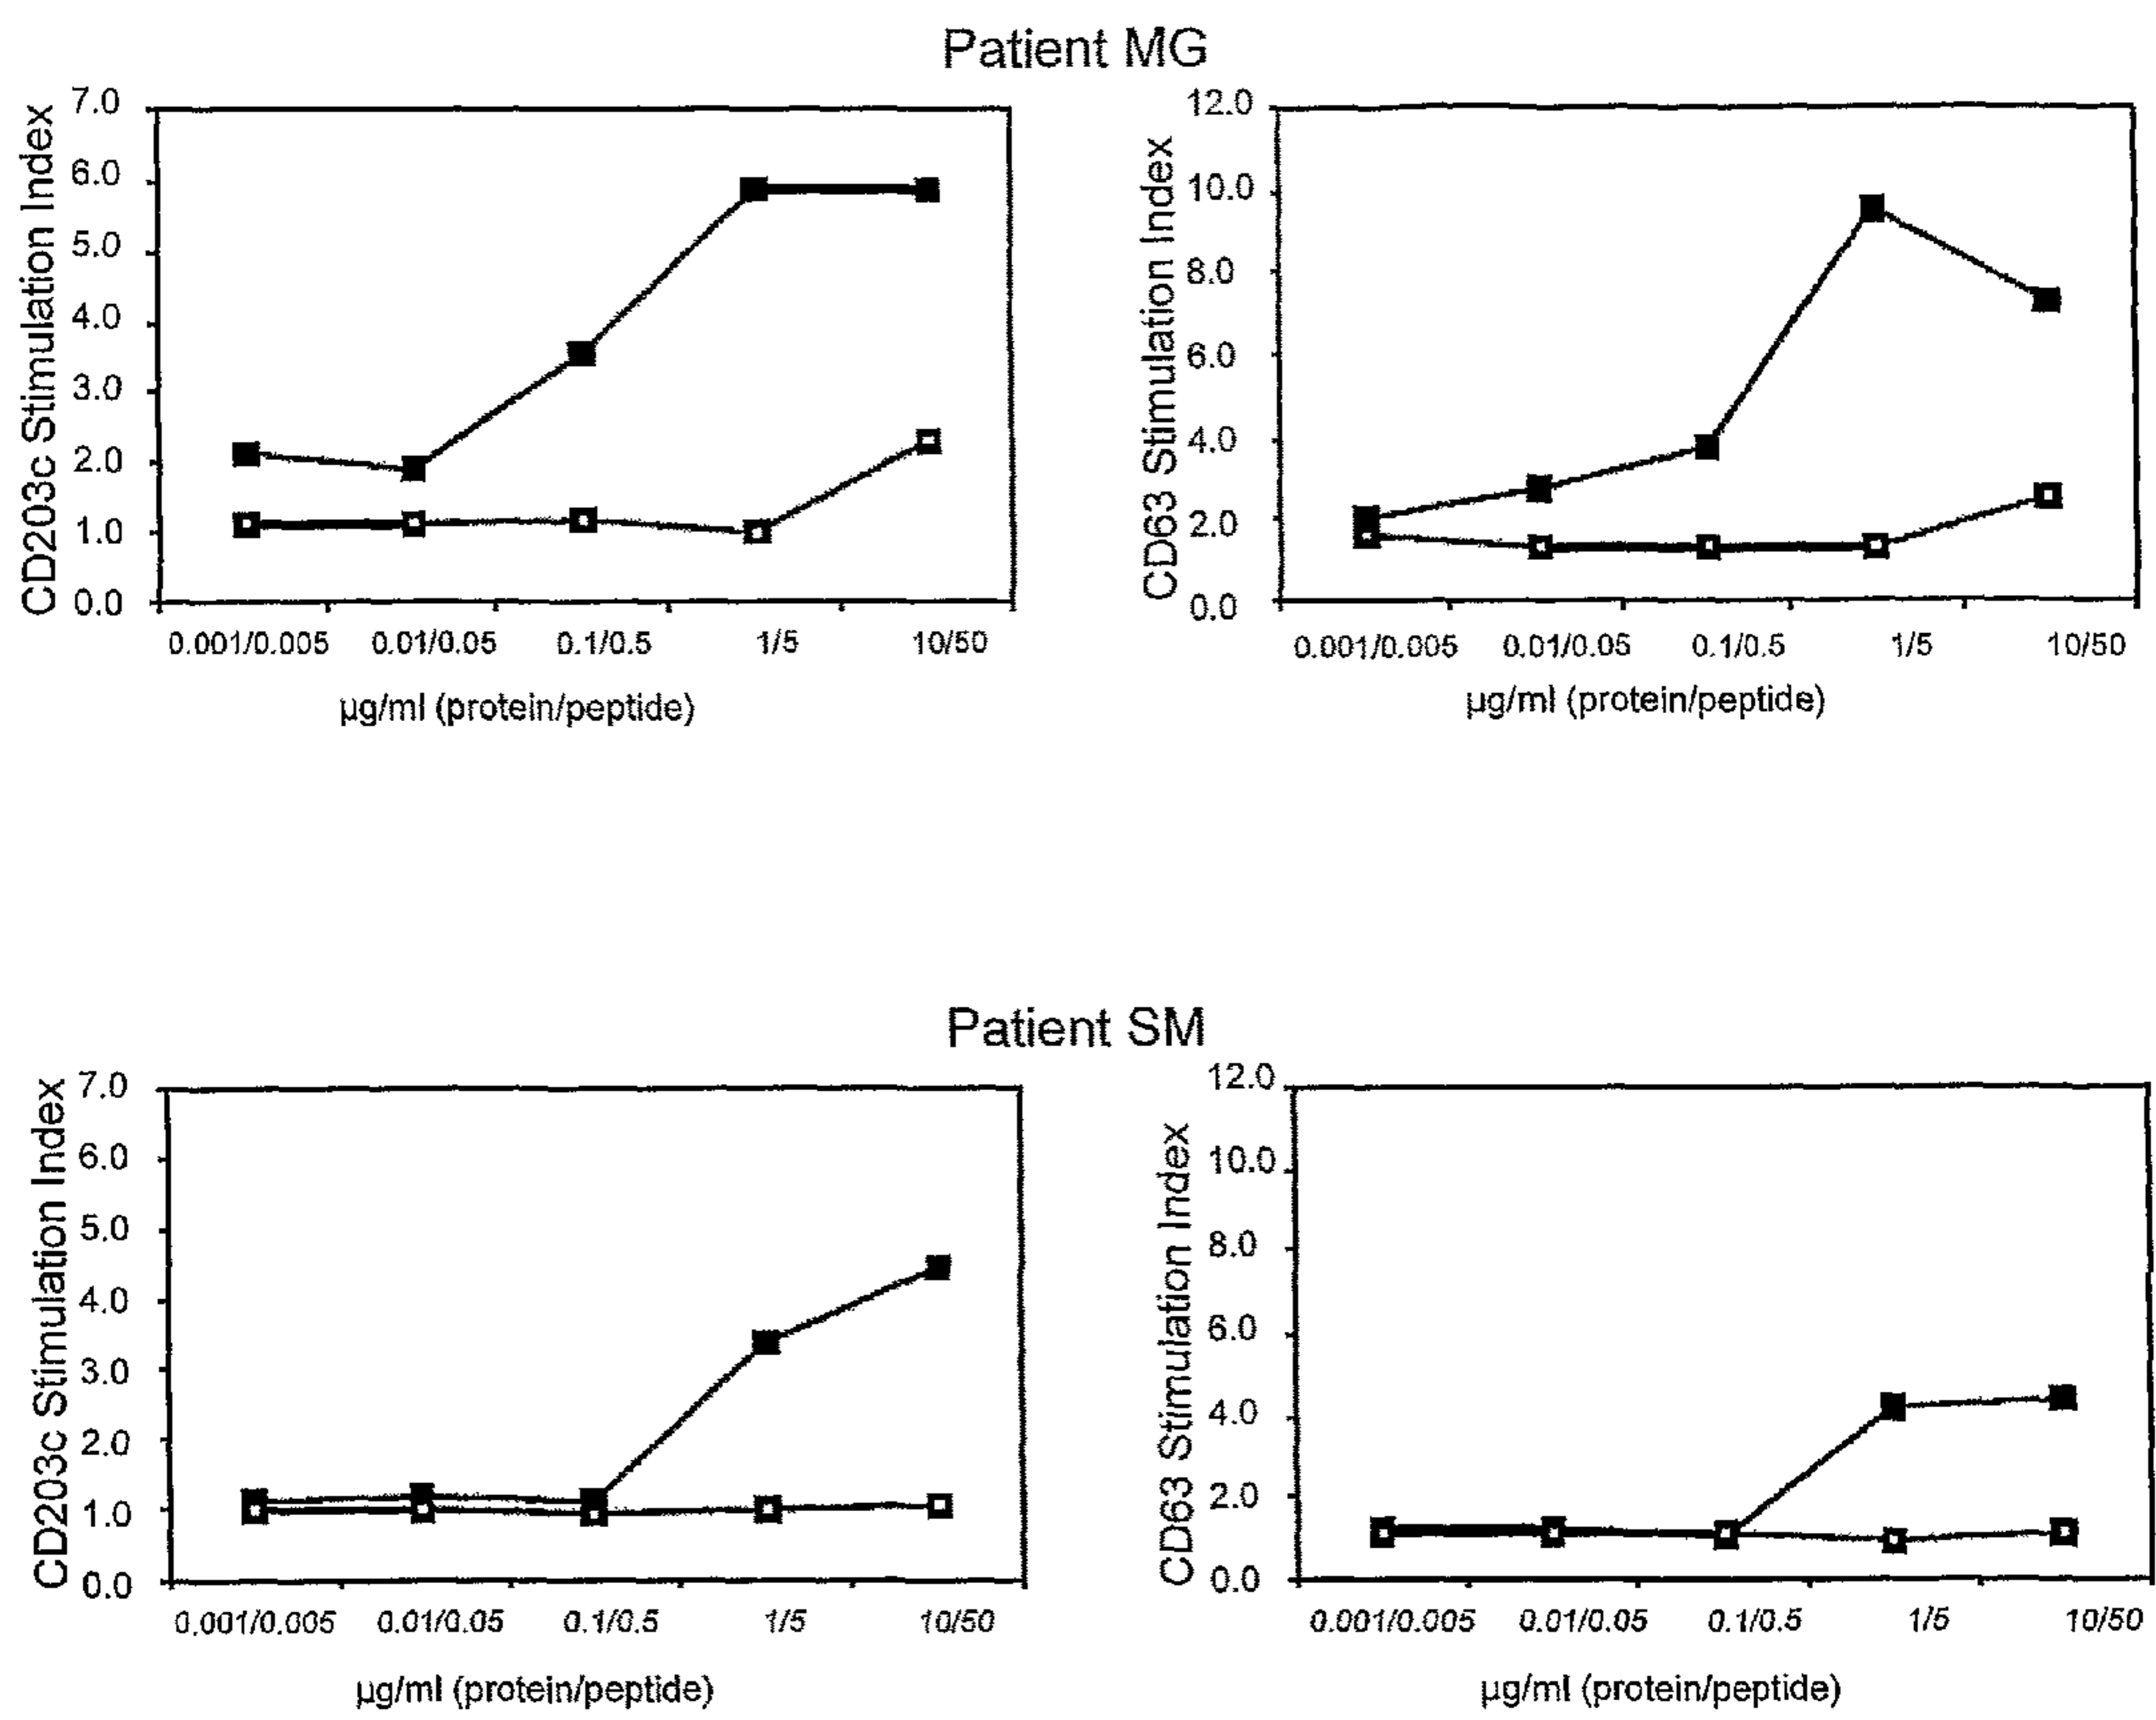 Patient MG
CD203c Stimulation Index
7.0
6.0
5.0
4.0
3.0
2.0
1.0
0.0
0.001/0.005 0.01/0.05 0.1/0.5 1/5 10/50
µg/ml (protein/peptide)
CD63 Stimulation Index
12.0
10.0
8.0
6.0
4.0
2.0
0.0
0.001/0.005 0.01/0.05 0.1/0.5 1/5 10/50
µg/ml (protein/peptide)
Patient SM
CD203c Stimulation Index
7.0
6.0
5.0
4.0
3.0
2.0
1.0
0.0
0.001/0.005 0.01/0.05 0.1/0.5 1/5 10/50
µg/ml (protein/peptide)
CD63 Stimulation Index
12.0
10.0
8.0
6.0
4.0
2.0
0.0
0.001/0.005 0.01/0.05 0.1/0.5 1/5 10/50
µg/ml (protein/peptide)